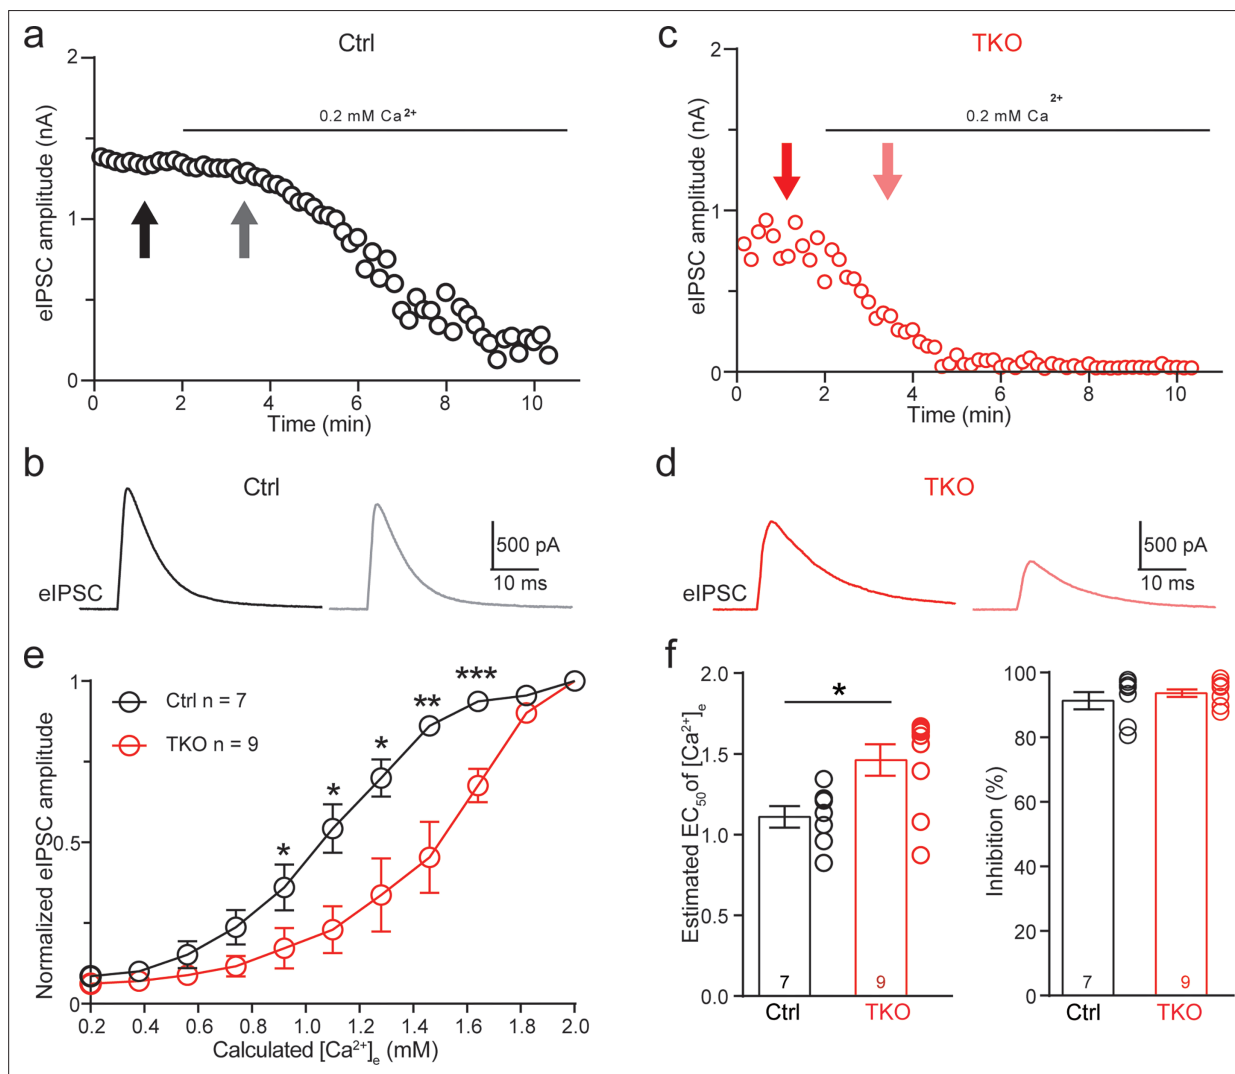 a
Ctrl
eIPSC amplitude (nA)
2
1
0
0.2 mM Ca²⁺
0 2 4 6 8 10
Time (min)
c
TKO
eIPSC amplitude (nA)
2
1
0
0.2 mM Ca²⁺
0 2 4 6 8 10
Time (min)
b
Ctrl
eIPSC
500 pA
10 ms
d
TKO
eIPSC
500 pA
10 ms
e
Normalized eIPSC amplitude
1
0.5
0
Ctrl n = 7
TKO n = 9
* * * ** ***
0.2 0.4 0.6 0.8 1.0 1.2 1.4 1.6 1.8 2.0
Calculated [Ca²⁺]ₑ (mM)
f
Estimated EC₅₀of [Ca²⁺]ₑ
2.0
1.5
1.0
0.5
0.0
*
7 9
Ctrl TKO
Inhibition (%)
100
80
60
40
20
0
7 9
Ctrl TKO